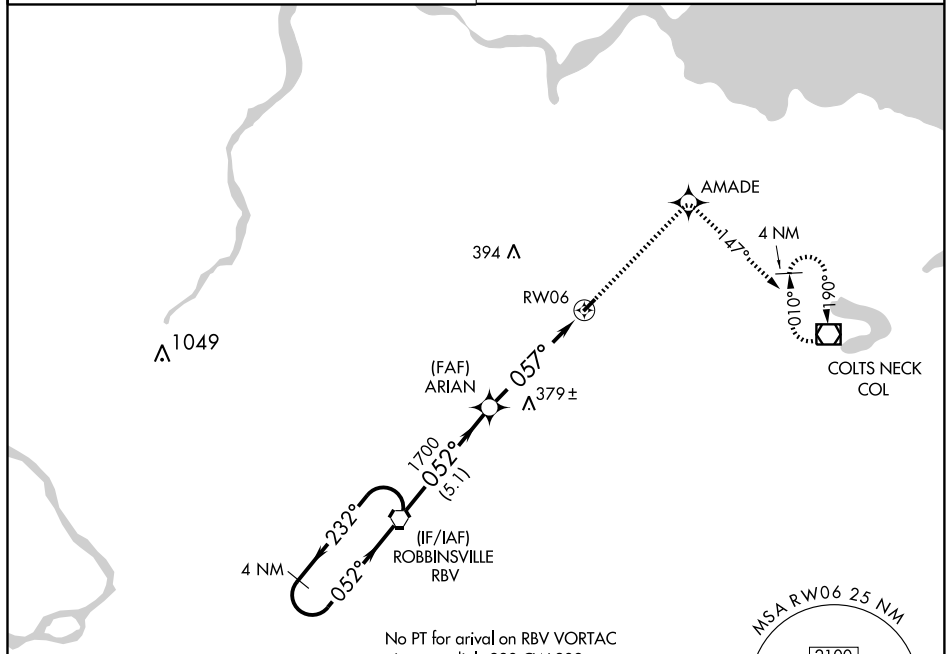 AMADE
147°
4 NM
394
RW06
010°
190°
1049
COLTS NECK
COL
(FAF)
ARIAN
057°
379±
1700
052°
(5.1)
232°
(IF/IAF)
ROBBINSVILLE
RBV
4 NM
052°
MSA RW06 25 NM
No PT for arival on RBV VORTAC
2100